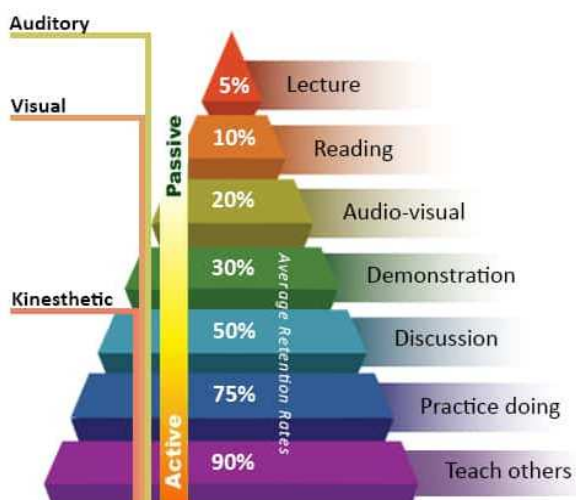 Auditory
Visual
Kinesthetic
Passive
Active
5%
Lecture
10%
Reading
20%
Audio-visual
30%
Demonstration
50%
Discussion
75%
Practice doing
90%
Teach others
Average Retention Rates